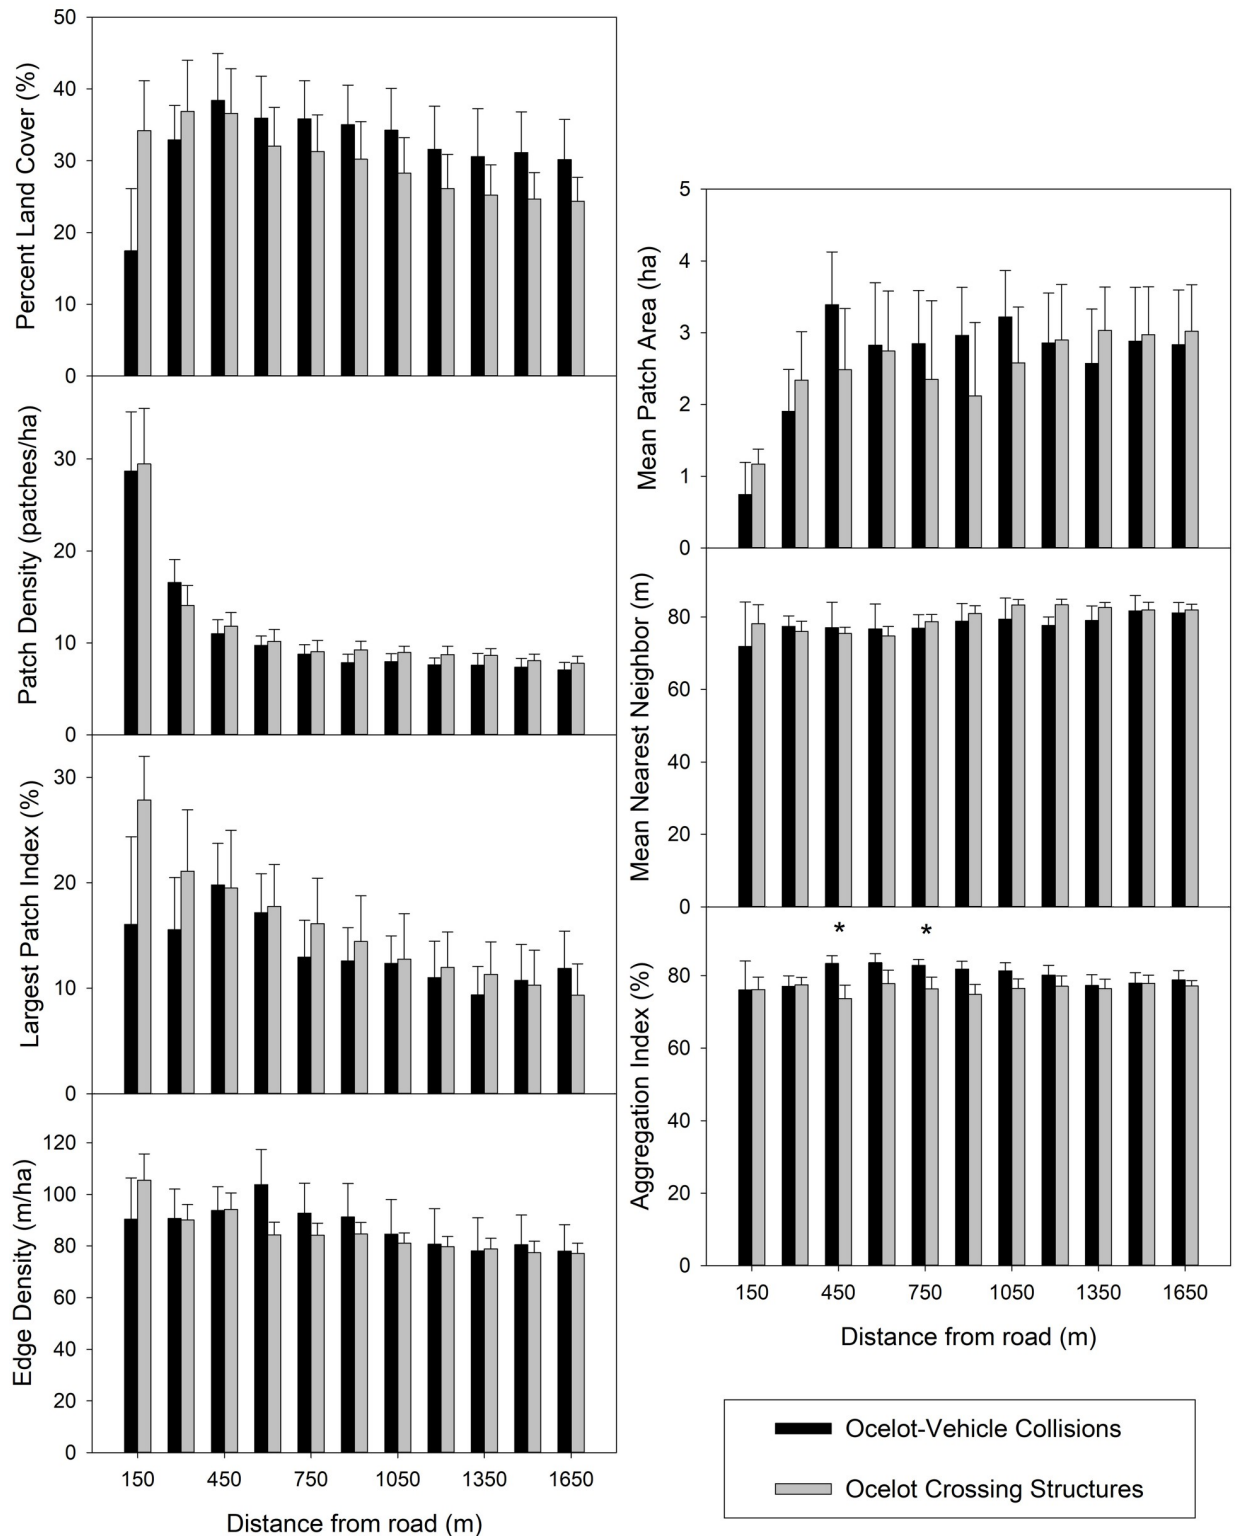 Percent Land Cover (%)
50
40
30
20
10
0
Patch Density (patches/ha)
30
20
10
0
Largest Patch Index (%)
30
20
10
0
Edge Density (m/ha)
120
100
80
60
40
20
0
150 450 750 1050 1350 1650
Distance from road (m)
Mean Patch Area (ha)
5
4
3
2
1
0
Mean Nearest Neighbor (m)
80
60
40
20
0
Aggregation Index (%)
* *
80
60
40
20
0
150 450 750 1050 1350 1650
Distance from road (m)
Ocelot-Vehicle Collisions
Ocelot Crossing Structures